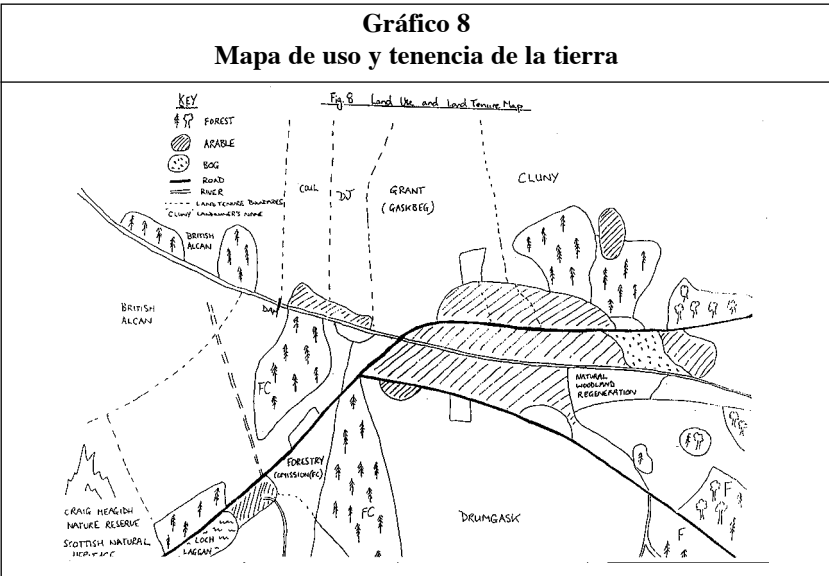 Gráfico 8
Mapa de uso y tenencia de la tierra
Fig. 8 Land Use and Land Tenure Map
KEY
FOREST
ARABLE
BOG
ROAD
RIVER
LAND TENURE BOUNDARIES
"CLUNY" LANDOWNER'S NAME
COUL
DJ
GRANT
(GASKBEG)
CLUNY
BRITISH
ALCAN
BRITISH
ALCAN
DAM
FC
NATURAL
WOODLAND
REGENERATION
FORESTRY
COMISSION (FC)
FC
DRUMGASK
F
F
CRAIG MEAGIDH
NATURE RESERVE
SCOTTISH NATURAL
HERITAGE
LOCH
LAGGAN